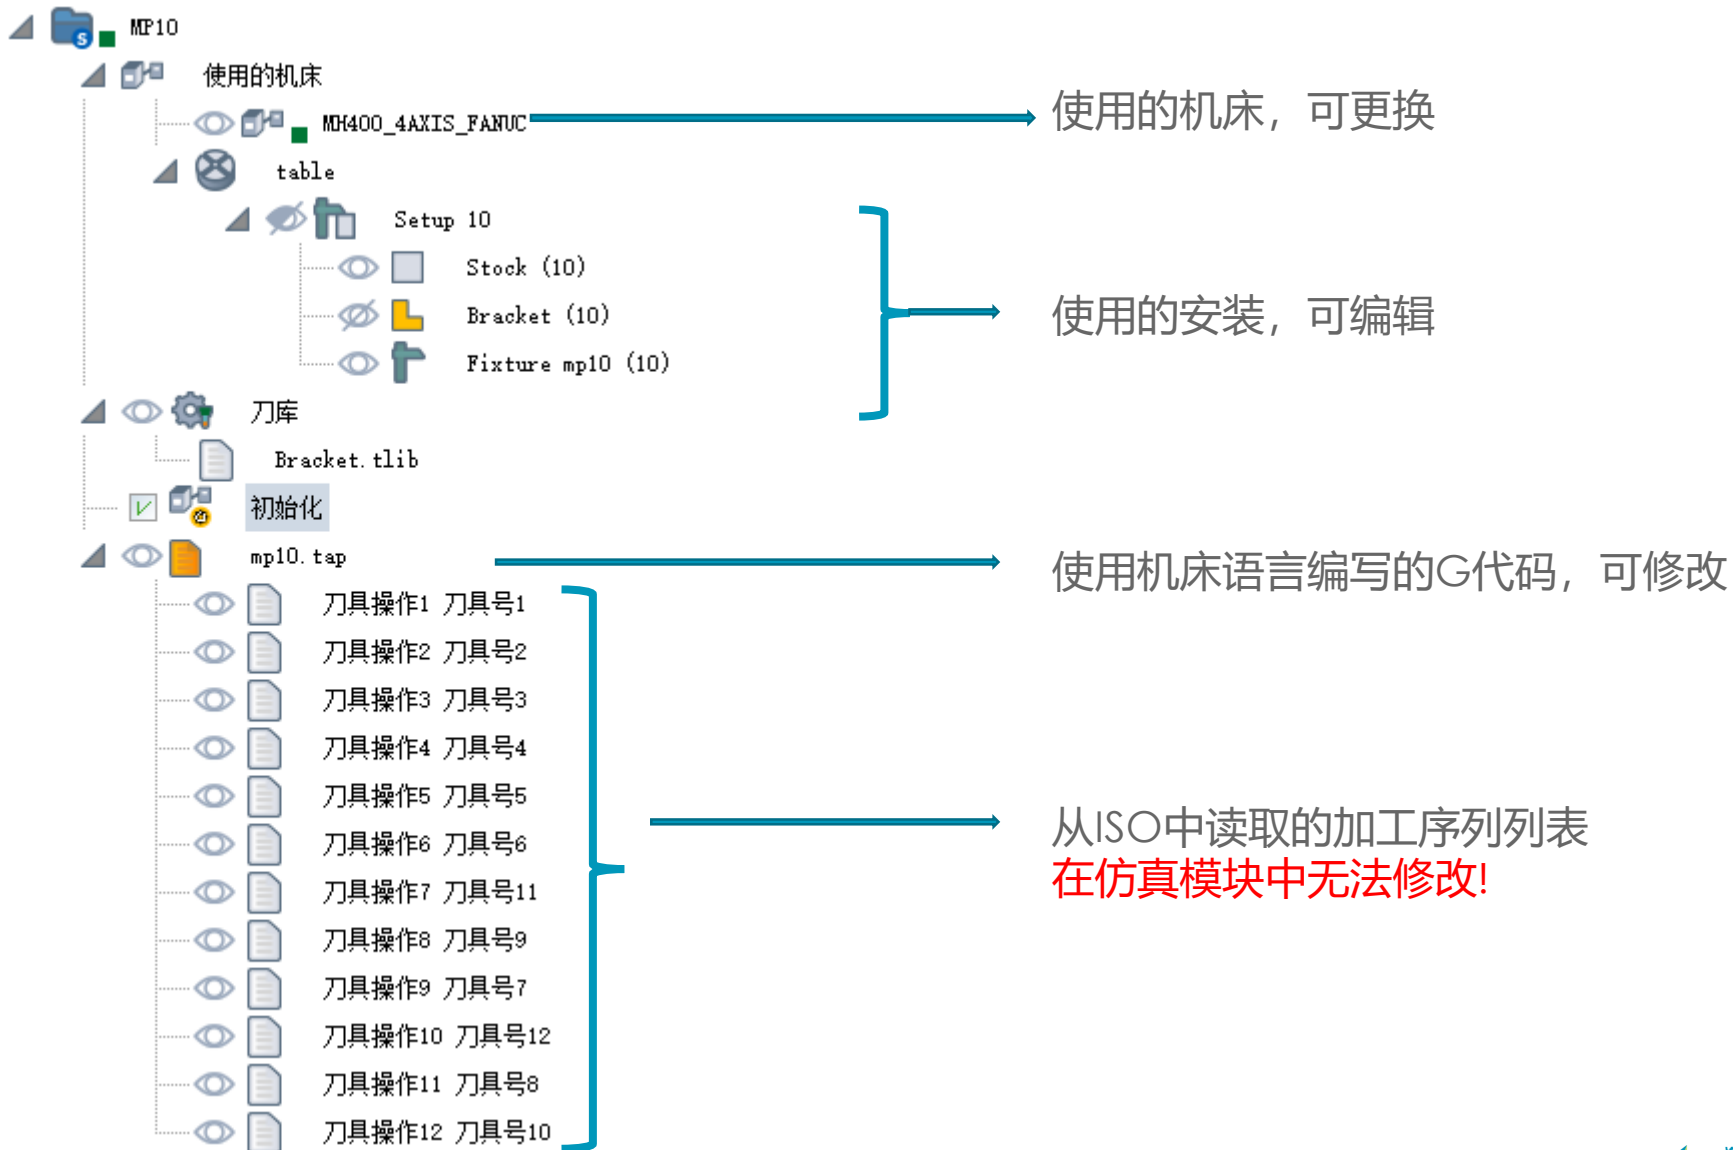 MP10
使用的机床
MH400_4AXIS_FANUC
使用的机床，可更换
table
Setup 10
Stock (10)
Bracket (10)
使用的安装，可编辑
Fixture mp10 (10)
刀库
Bracket.tlib
初始化
mp10.tap
使用机床语言编写的G代码，可修改
刀具操作1 刀具号1
刀具操作2 刀具号2
刀具操作3 刀具号3
刀具操作4 刀具号4
刀具操作5 刀具号5
刀具操作6 刀具号6
从ISO中读取的加工序列列表
在仿真模块中无法修改!
刀具操作7 刀具号11
刀具操作8 刀具号9
刀具操作9 刀具号7
刀具操作10 刀具号12
刀具操作11 刀具号8
刀具操作12 刀具号10